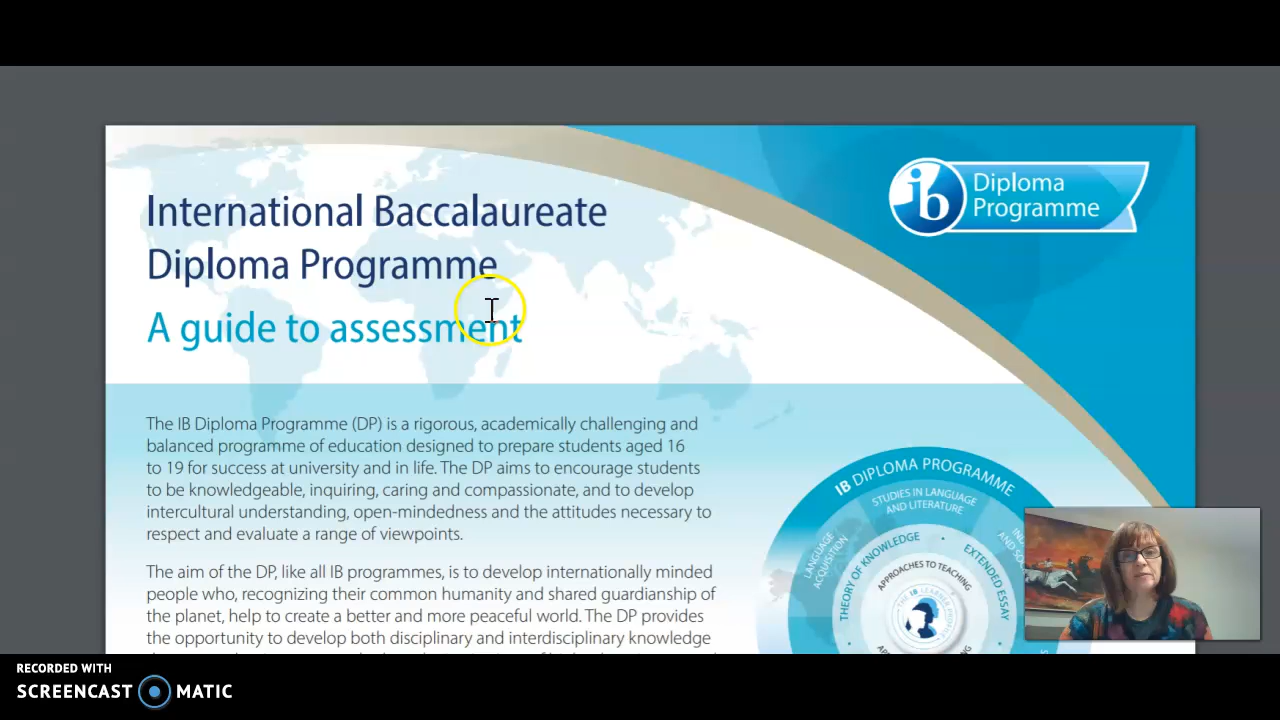 International Baccalaureate
Diploma Programme
A guide to assessment
ib Diploma
Programme
The IB Diploma Programme (DP) is a rigorous, academically challenging and
balanced programme of education designed to prepare students aged 16
to 19 for success at university and in life. The DP aims to encourage students
to be knowledgeable, inquiring, caring and compassionate, and to develop
intercultural understanding, open-mindedness and the attitudes necessary to
respect and evaluate a range of viewpoints.
The aim of the DP, like all IB programmes, is to develop internationally minded
people who, recognizing their common humanity and shared guardianship of
the planet, help to create a better and more peaceful world. The DP provides
the opportunity to develop both disciplinary and interdisciplinary knowledge
IB DIPLOMA PROGRAMME
STUDIES IN LANGUAGE
AND LITERATURE
LANGUAGE
ACQUISITION
THEORY OF KNOWLEDGE
EXTENDED ESSAY
APPROACHES TO TEACHING
THE IB LEARNER PROFILE
RECORDED WITH
SCREENCAST MATIC